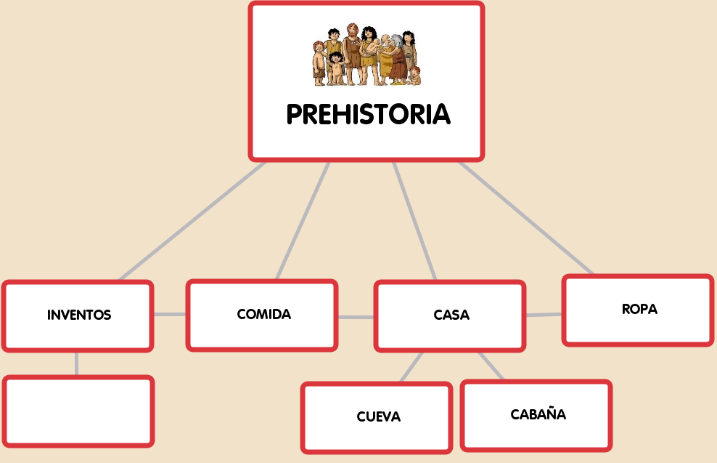 PREHISTORIA
INVENTOS
COMIDA
CASA
ROPA
CUEVA
CABAÑA